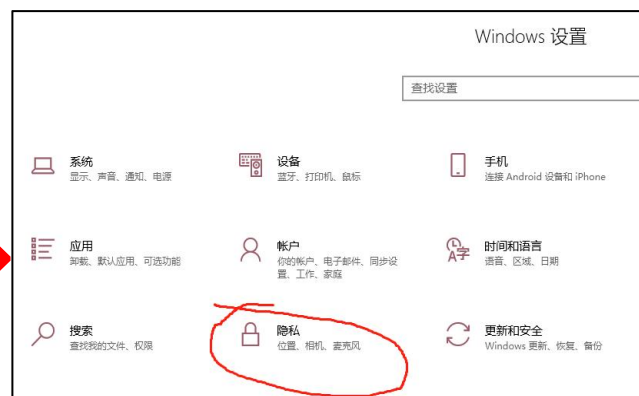 Windows 设置
查找设置
系统
显示、声音、通知、电源
设备
蓝牙、打印机、鼠标
手机
连接 Android 设备和 iPhone
应用
卸载、默认应用、可选功能
帐户
你的帐户、电子邮件、同步设
置、工作、家庭
时间和语言
语音、区域、日期
搜索
查找我的文件、权限
隐私
位置、相机、麦克风
更新和安全
Windows 更新、恢复、备份